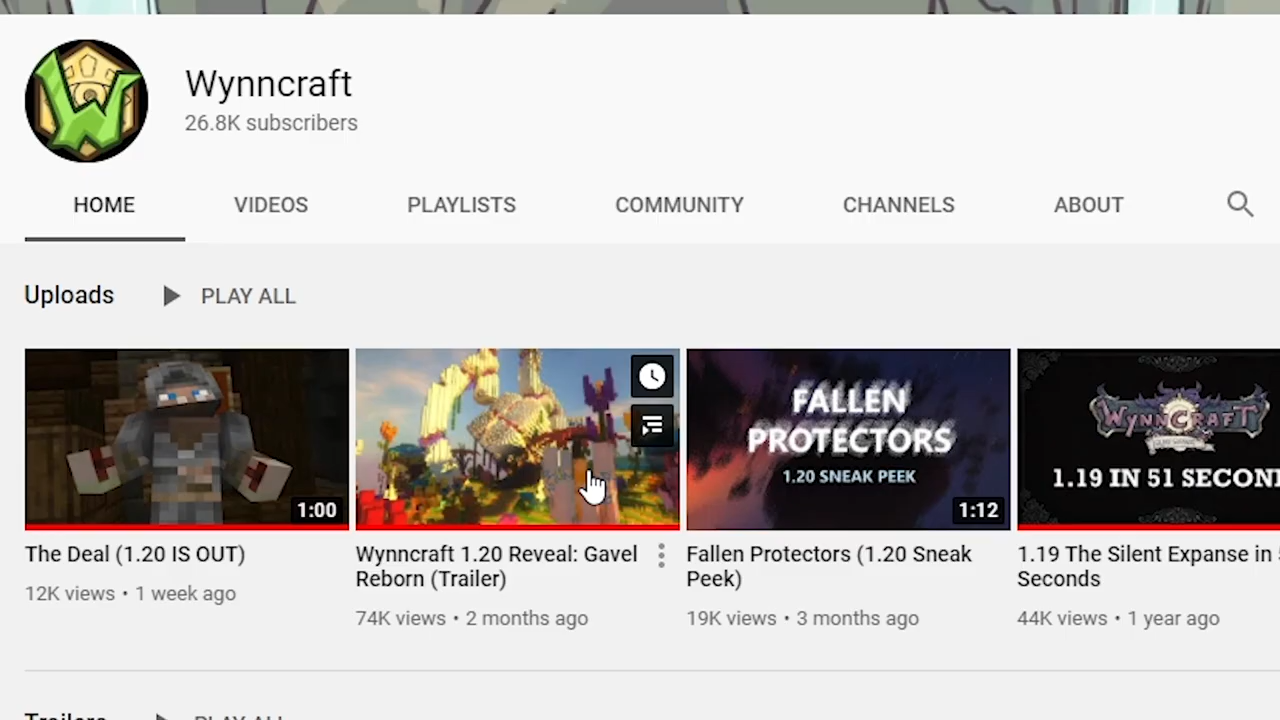 Wynncraft
26.8K subscribers
HOME VIDEOS PLAYLISTS COMMUNITY CHANNELS ABOUT
Uploads PLAY ALL
1:00
FALLEN
PROTECTORS
1.20 SNEAK PEEK
1:12
WYNNCRAFT
1.19 IN 51 SECON
The Deal (1.20 IS OUT)
12K views • 1 week ago
Wynncraft 1.20 Reveal: Gavel
Reborn (Trailer)
74K views • 2 months ago
Fallen Protectors (1.20 Sneak
Peek)
19K views • 3 months ago
1.19 The Silent Expanse in
Seconds
44K views • 1 year ago
Trailers PLAY ALL